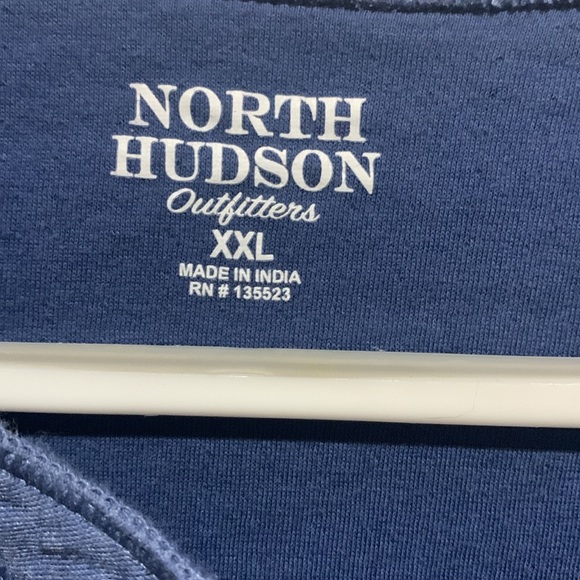 NORTH
HUDSON
Outfitters
XXL
MADE IN INDIA
RN # 135523